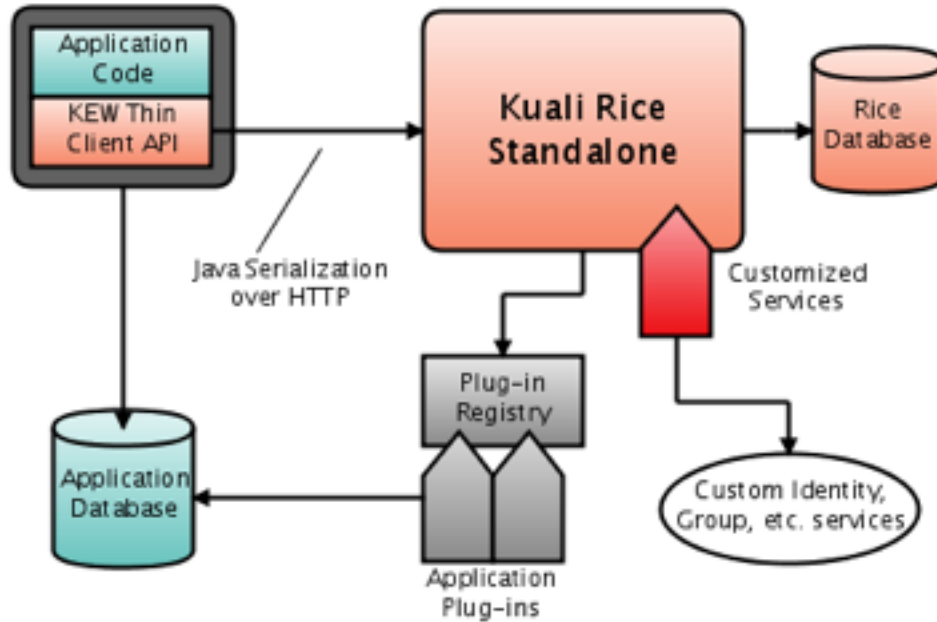 Application
Code
KEW Thin
Client API
Kuali Rice
Standalone
Rice
Database
Java Serialization
over HTTP
Customized
Services
Plug-in
Registry
Application
Database
Custom Identity,
Group, etc. services
Application
Plug-ins